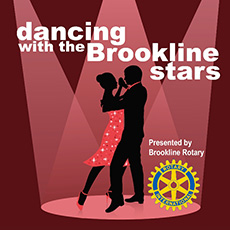 dancing
with the Brookline
stars
Presented by
Brookline Rotary
ROTARY
INTERNATIONAL